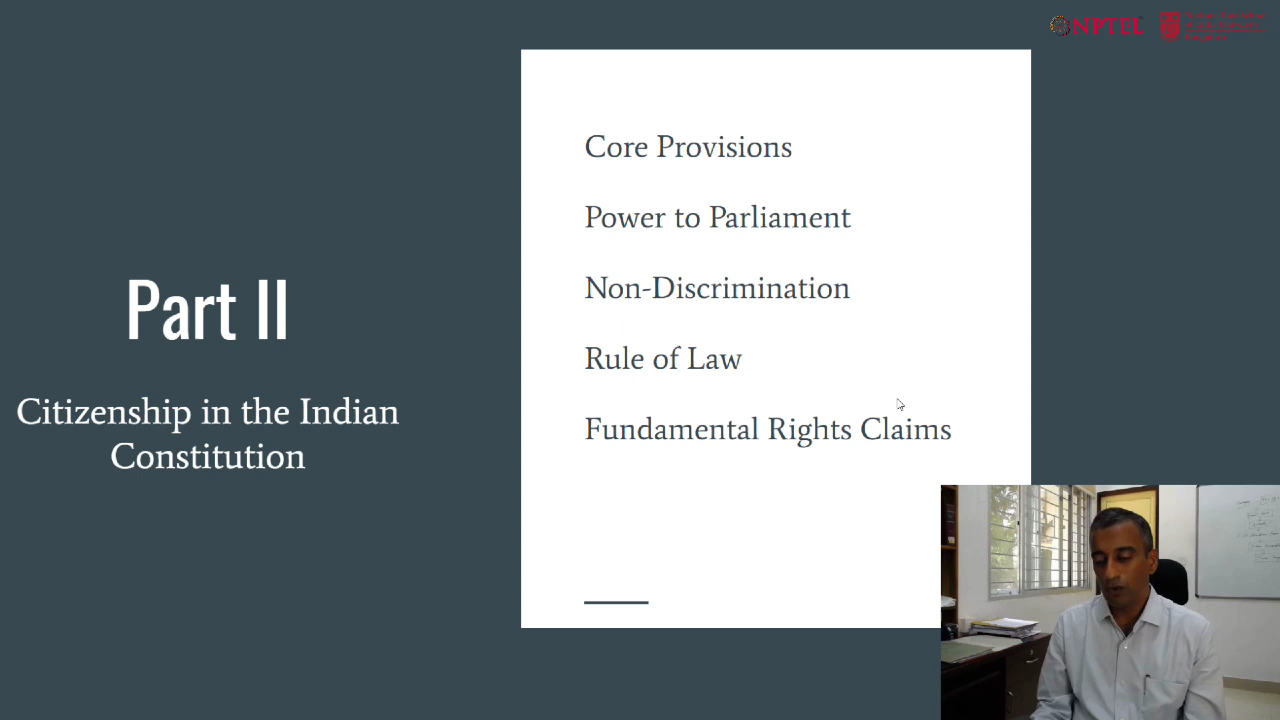 NPTEL
Part II
Citizenship in the Indian
Constitution
Core Provisions
Power to Parliament
Non-Discrimination
Rule of Law
Fundamental Rights Claims